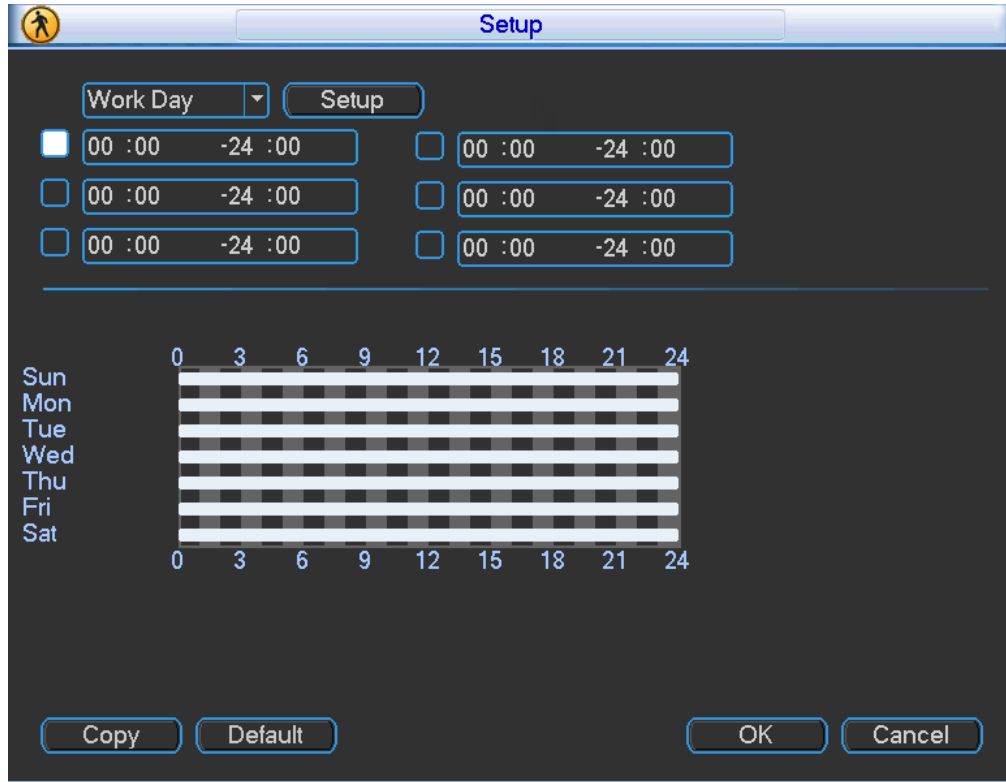 Setup
Work Day Setup
00 :00 -24 :00 00 :00 -24 :00
00 :00 -24 :00 00 :00 -24 :00
00 :00 -24 :00 00 :00 -24 :00
0 3 6 9 12 15 18 21 24
Sun
Mon
Tue
Wed
Thu
Fri
Sat
0 3 6 9 12 15 18 21 24
Copy Default OK Cancel